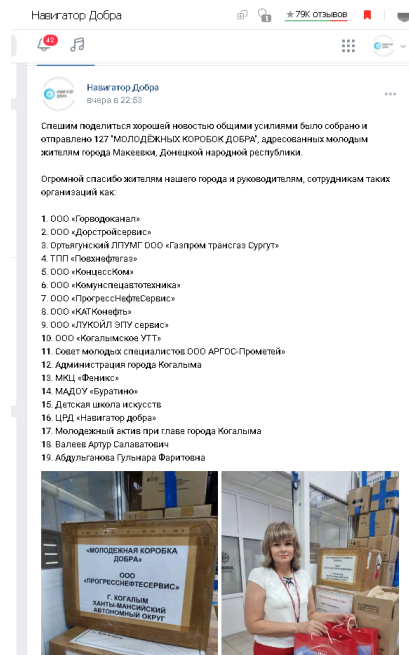 Навигатор Добра
★ 79К отзывов
42
Навигатор Добра
вчера в 22:53
Спешим поделиться хорошей новостью общими усилиями было собрано и
отправлено 127 "МОЛОДЁЖНЫХ КОРОБОК ДОБРА", адресованных молодым
жителям города Макеевки, Донецкой народной республики.
Огромной спасибо жителям нашего города и руководителям, сотрудникам таких
организаций как:
1. ООО «Горводоканал»
2. ООО «Дорстройсервис»
3. Ортьягунский ЛПУМГ ООО «Газпром трансгаз Сургут»
4. ТПП «Повхнефтегаз»
5. ООО «КонцессКом»
6. ООО «Комунспецавтотехника»
7. ООО «ПрогрессНефтеСервис»
8. ООО «КАТКонефть»
9. ООО «ЛУКОЙЛ ЭПУ сервис»
10. ООО «Когалымское УТТ»
11. Совет молодых специалистов ООО АРГОС-Прометей»
12. Администрация города Когалыма
13. МКЦ «Феникс»
14. МАДОУ «Буратино»
15. Детская школа искусств
16. ЦРД «Навигатор добра»
17. Молодежный актив при главе города Когалыма
18. Валеев Артур Салаватович
19. Абдульганова Гульнара Фаритовна
«МОЛОДЕЖНАЯ КОРОБКА
ДОБРА»
ООО
«ПРОГРЕССНЕФТЕСЕРВИС»
Г. КОГАЛЫМ
ХАНТЫ-МАНСИЙСКИЙ
АВТОНОМНЫЙ ОКРУГ